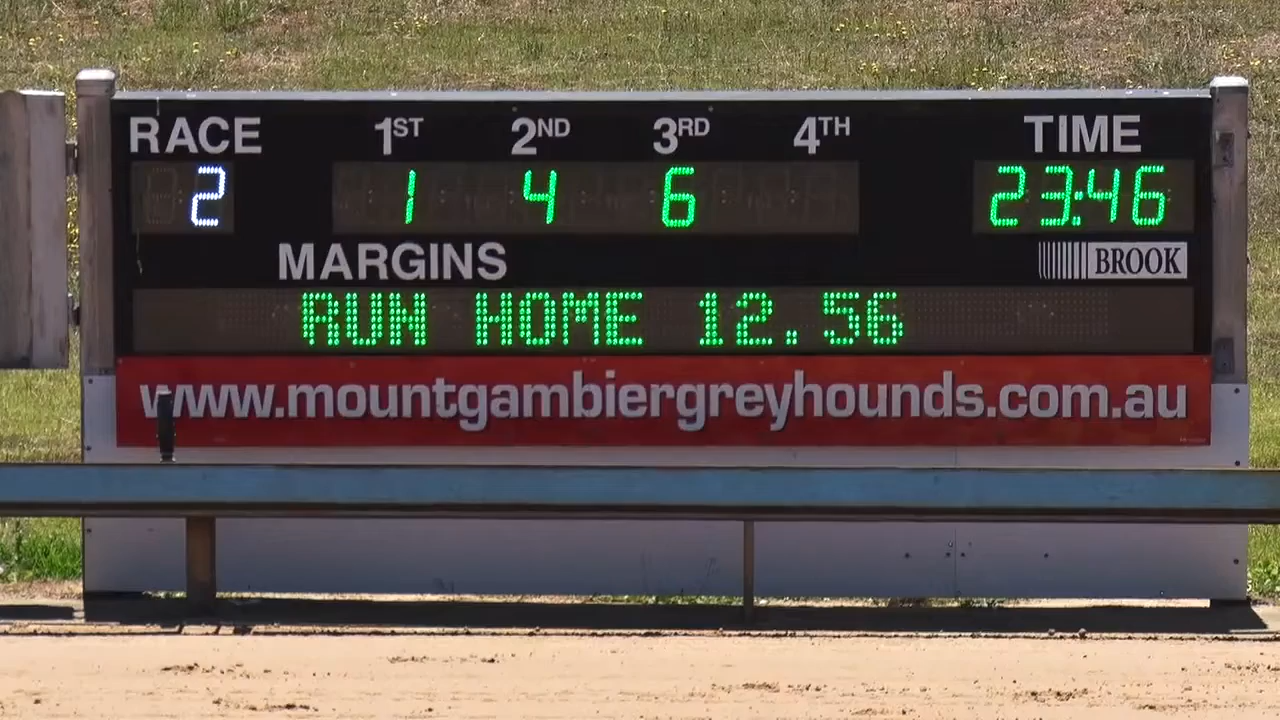 RACE 1ST 2ND 3RD 4TH TIME
2 1 4 6 23:46
MARGINS BROOK
RUN HOME 12.56
www.mountgambiergreyhounds.com.au